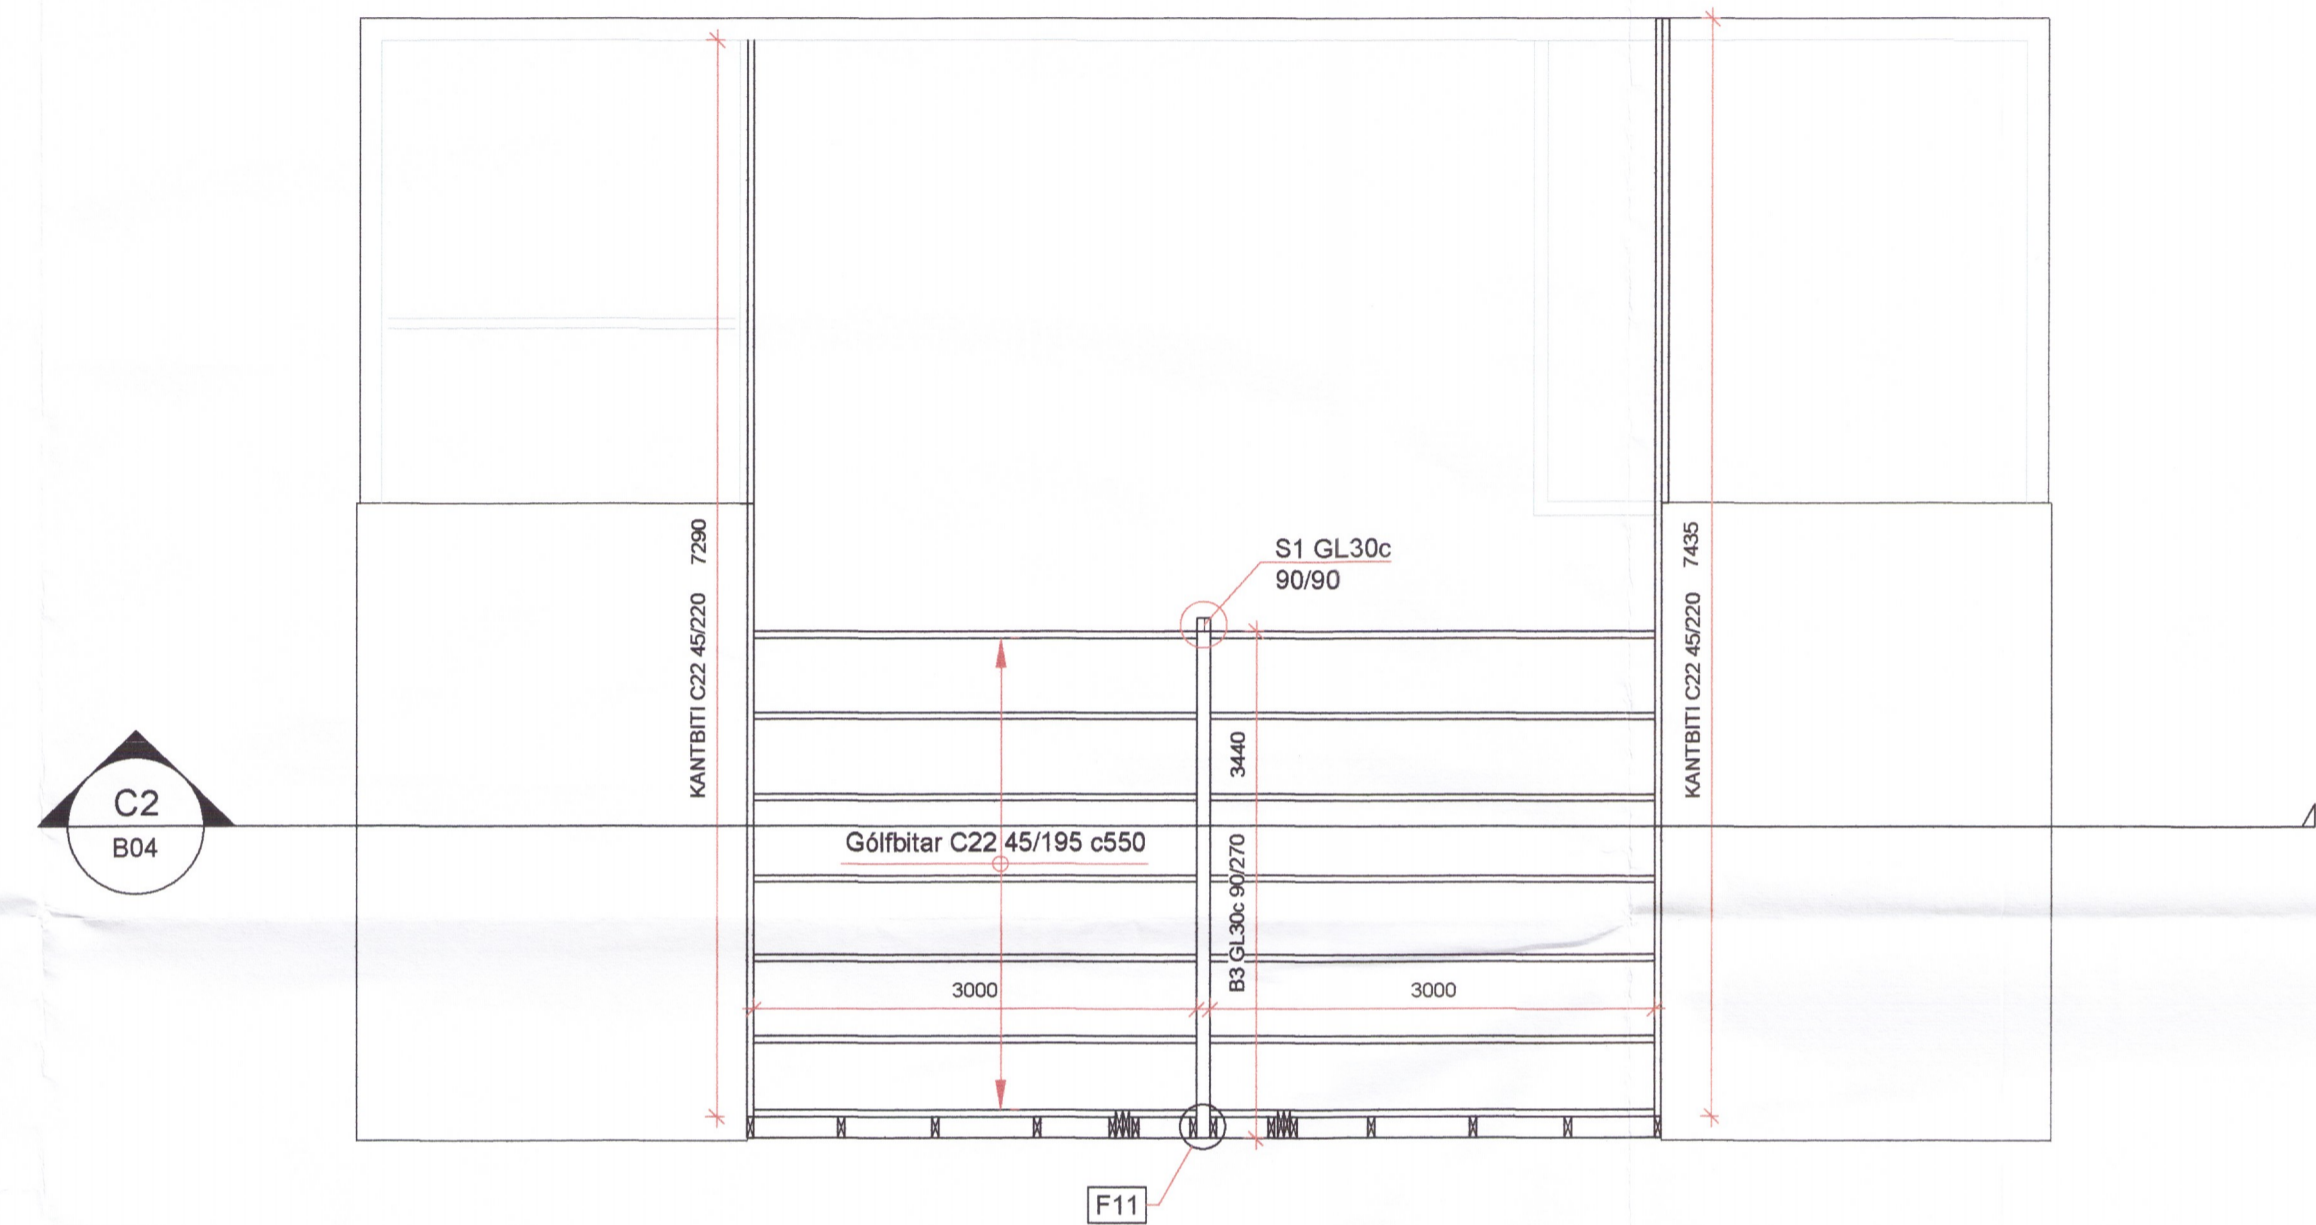 S1 GL30c
90/90
KANTBITI C22 45/220 7290
KANTBITI C22 45/220 7435
C2
B04
Gólfbitar C22 45/195 c550
B3 GL30c 90/270 3440
3000
3000
F11